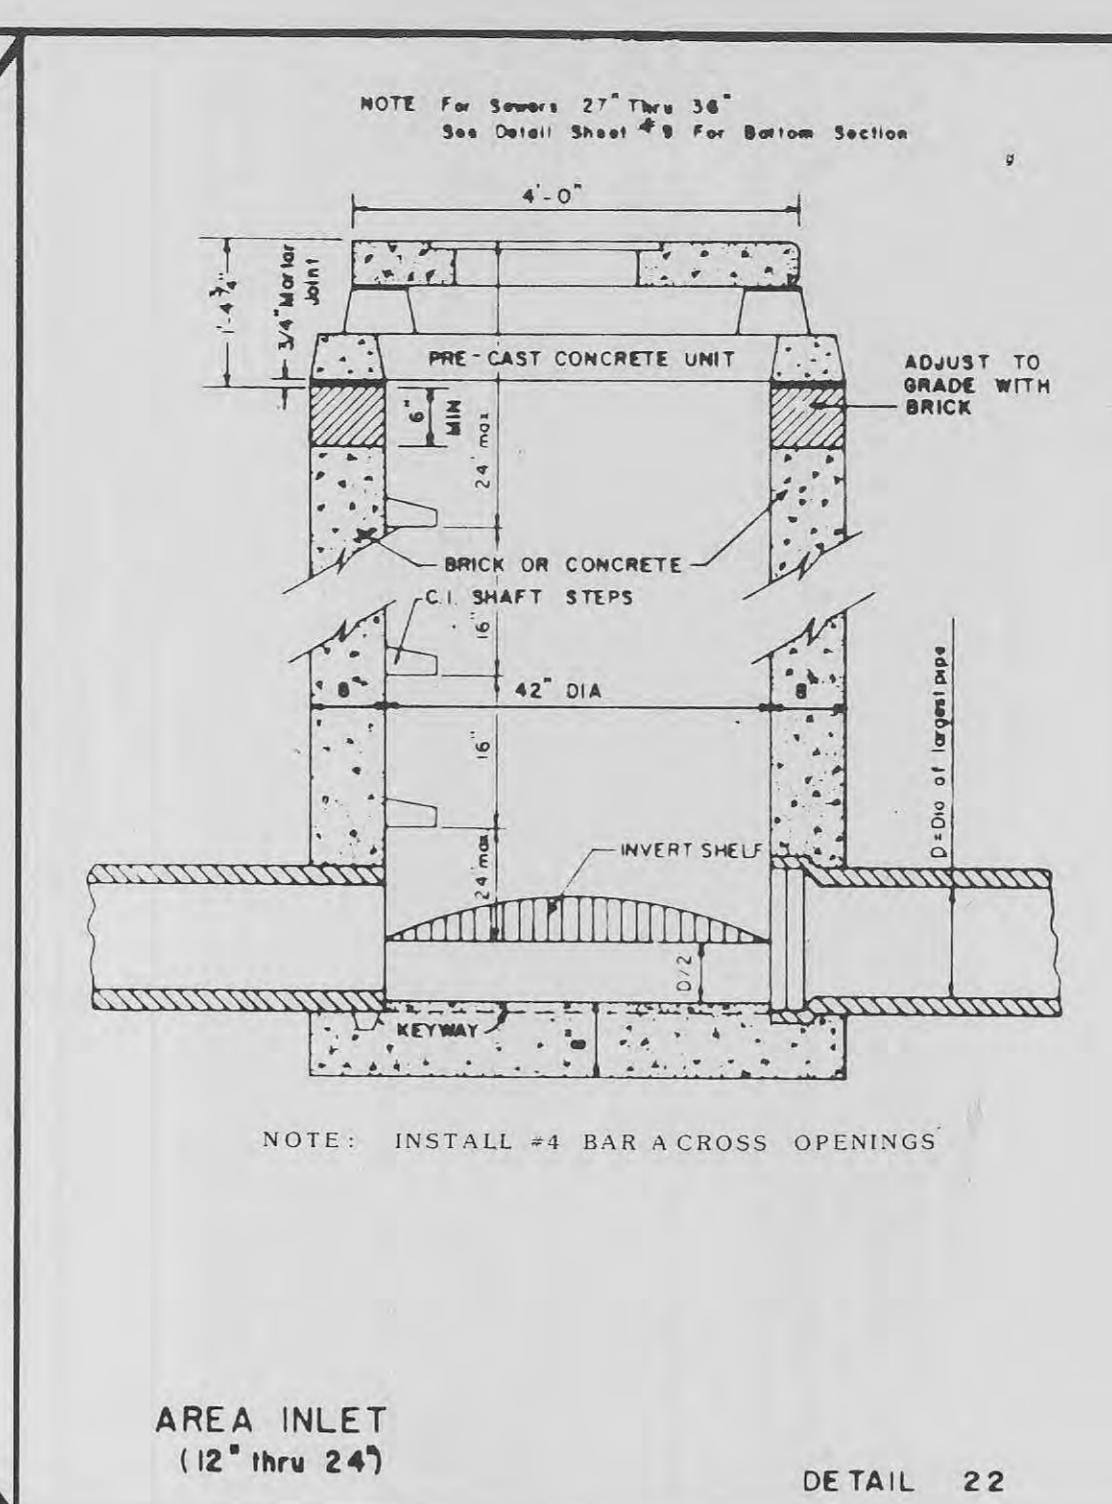 NOTE For Sewers 27" Thru 36"
See Detail Sheet #9 For Bottom Section
4'-0"
1'-4 3/4"
3/4" Mortar
Joint
PRE-CAST CONCRETE UNIT
ADJUST TO
GRADE WITH
BRICK
6"
MIN
24' max
BRICK OR CONCRETE
C.I. SHAFT STEPS
16"
8"
42" DIA
8"
16"
D=Dia of largest pipe
INVERT SHELF
24' max
D/2
KEYWAY
8"
NOTE: INSTALL #4 BAR ACROSS OPENINGS
AREA INLET
(12" thru 24")
DETAIL 22